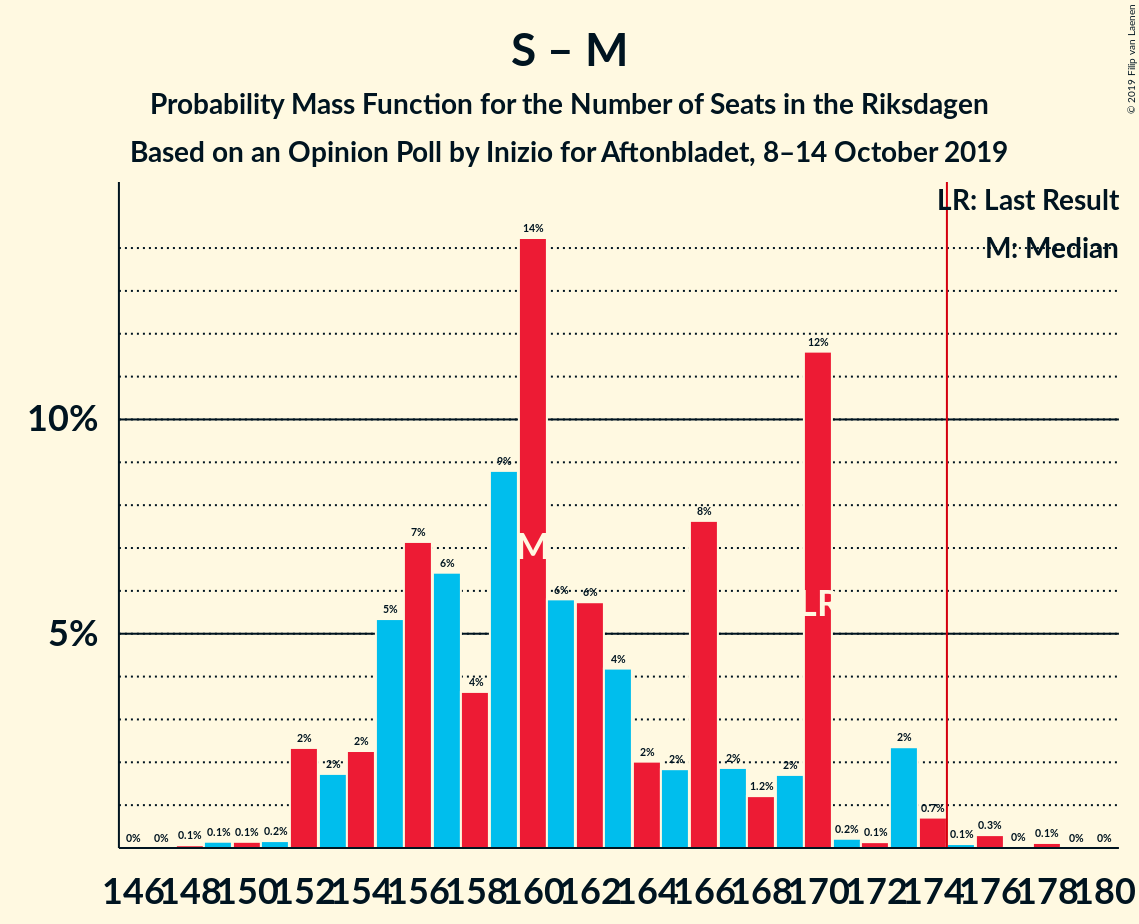 S – M
Probability Mass Function for the Number of Seats in the Riksdagen
Based on an Opinion Poll by Inizio for Aftonbladet, 8–14 October 2019
© 2019 Filip van Laenen
LR: Last Result
M: Median
10%
5%
0% 0% 0.1% 0.1% 0.1% 0.2% 2% 2% 2% 5% 7% 6% 4% 9% 14% 6% 6% 4% 2% 2% 8% 2% 1.2% 2% 12% 0.2% 0.1% 2% 0.7% 0.1% 0.3% 0% 0.1% 0% 0%
M
LR
146 148 150 152 154 156 158 160 162 164 166 168 170 172 174 176 178 180